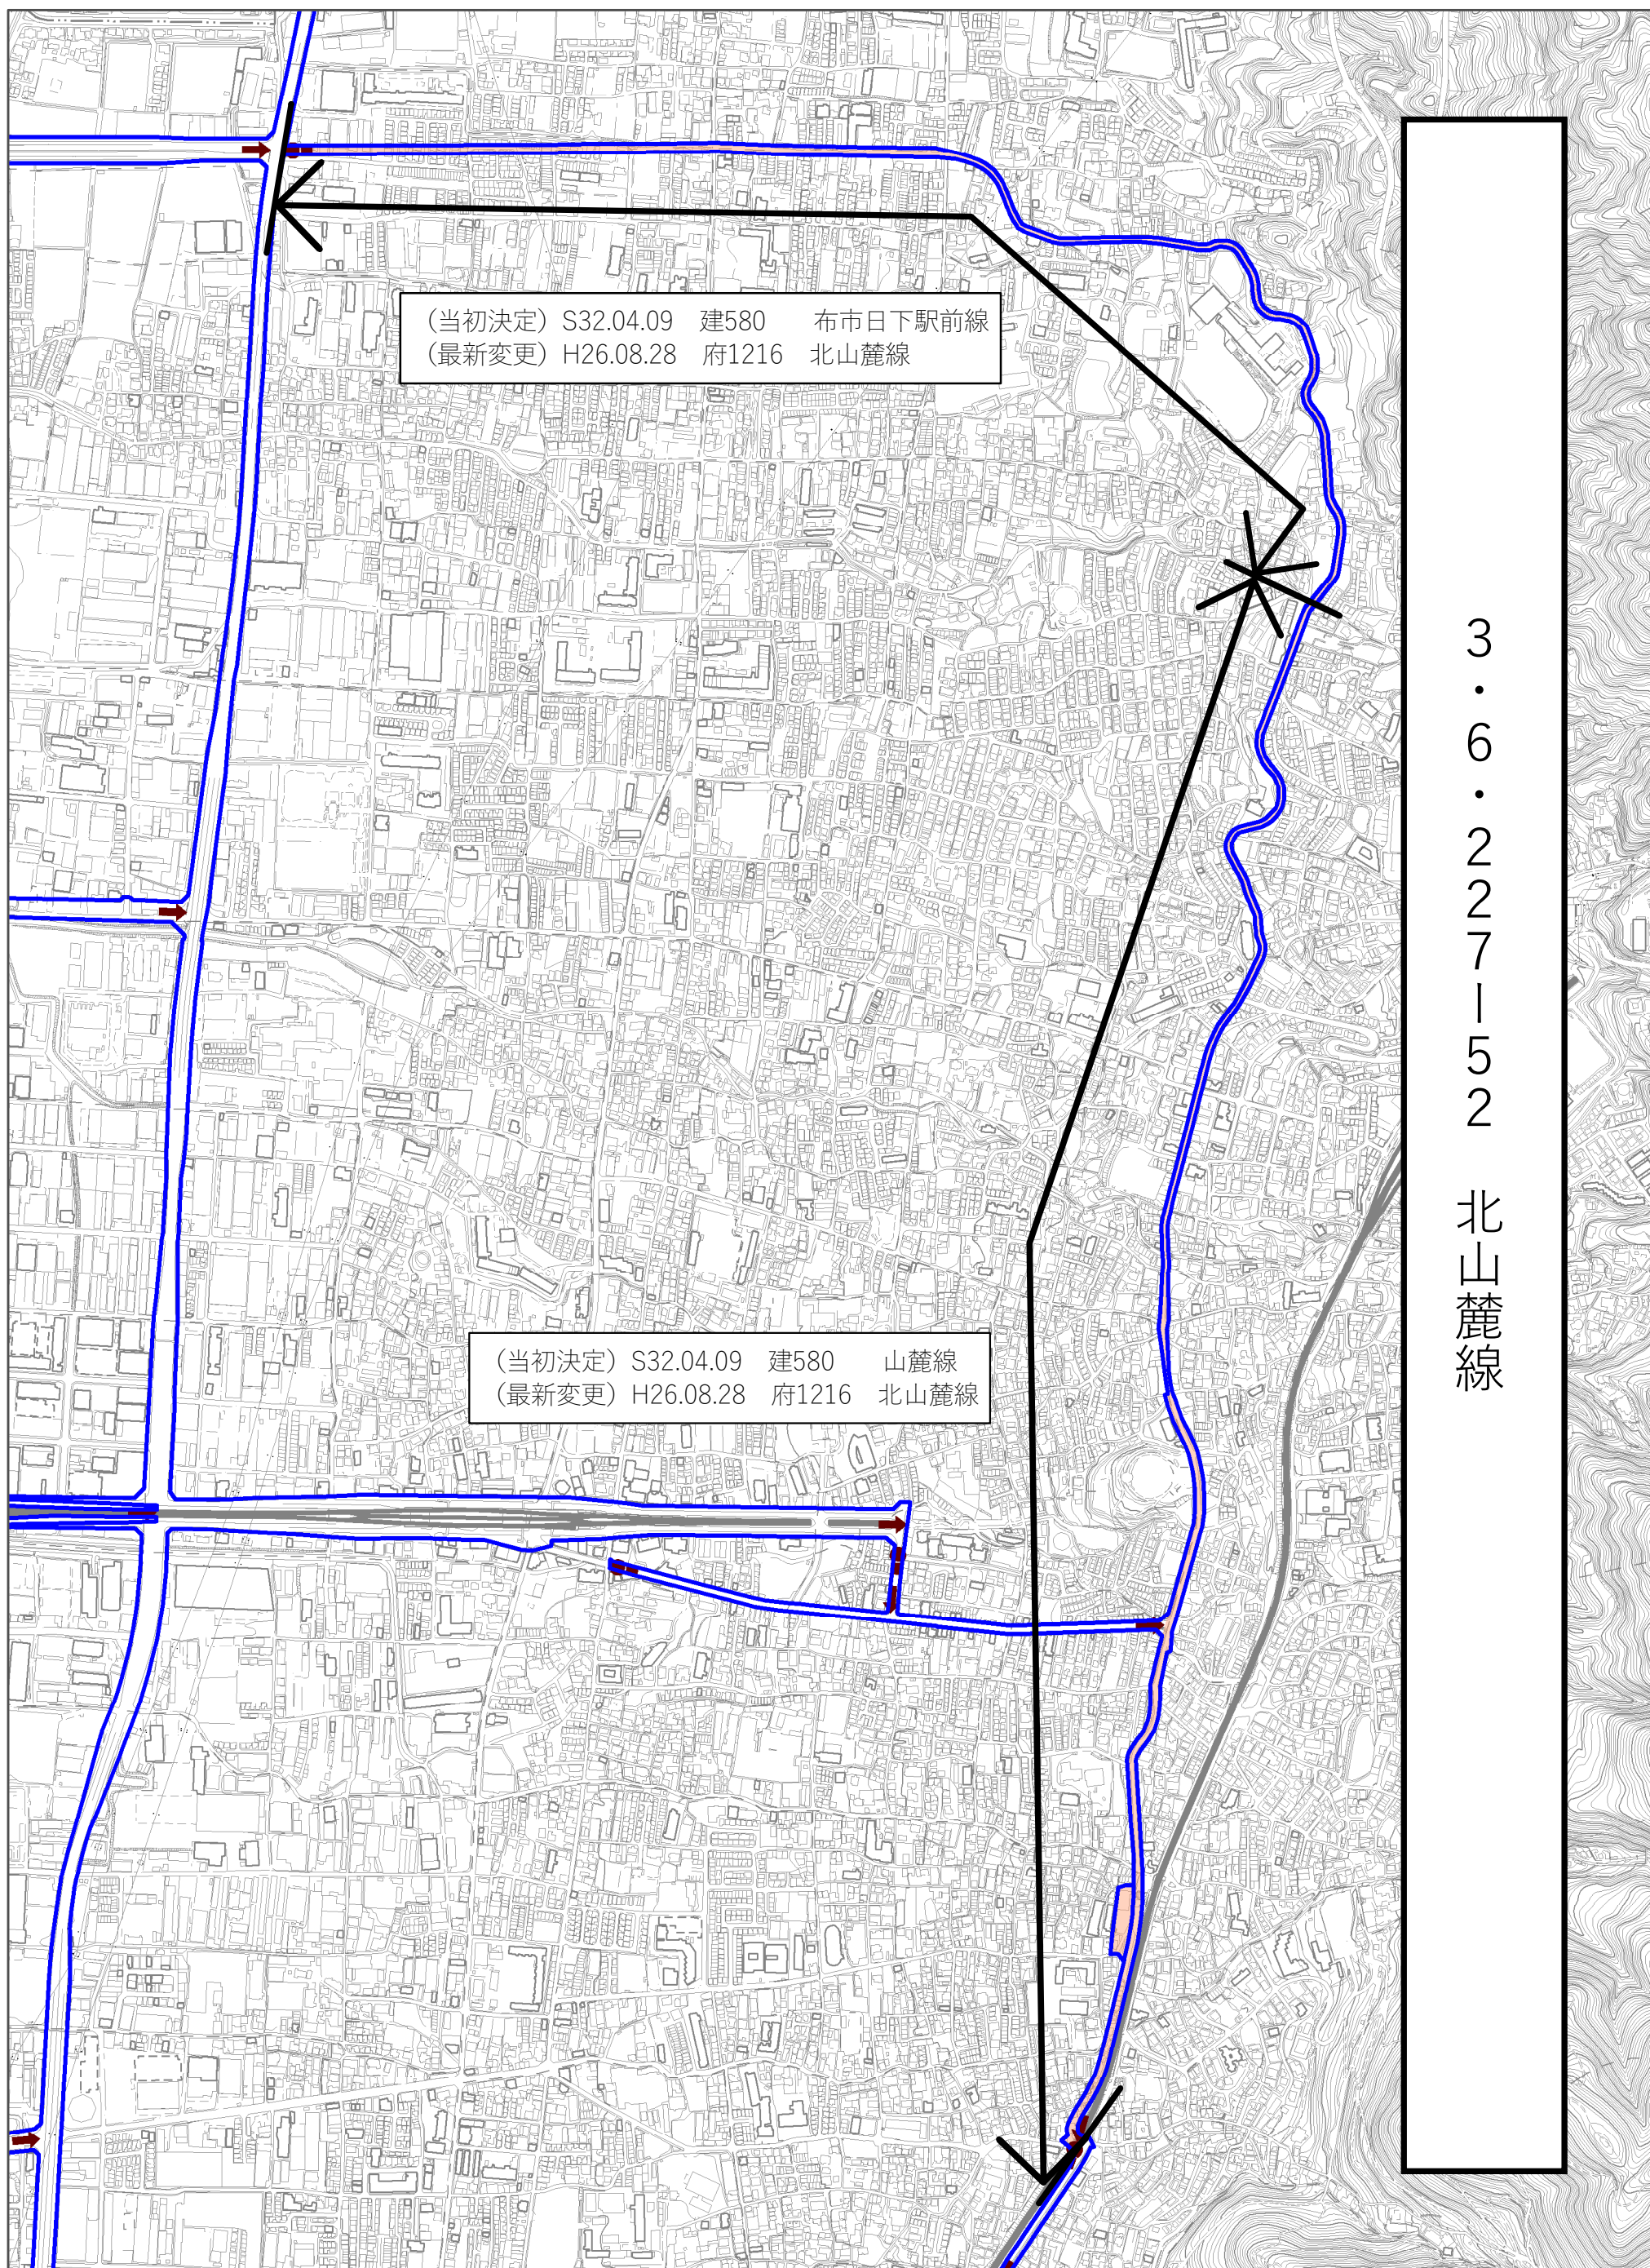 (当初決定) S32.04.09 建580 布市日下駅前線
(最新変更) H26.08.28 府1216 北山麓線
3・6・227ー52 北山麓線
(当初決定) S32.04.09 建580 山麓線
(最新変更) H26.08.28 府1216 北山麓線